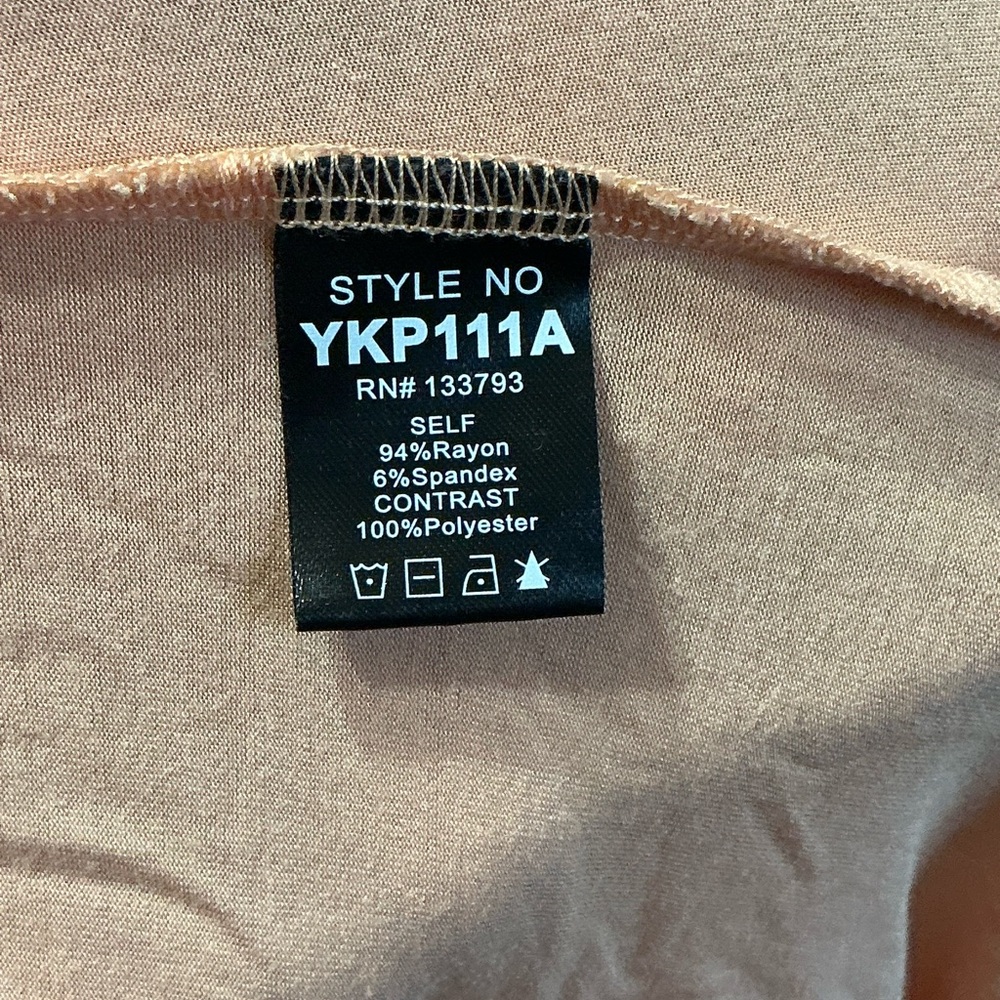 STYLE NO
YKP111A
RN# 133793
SELF
94%Rayon
6%Spandex
CONTRAST
100%Polyester